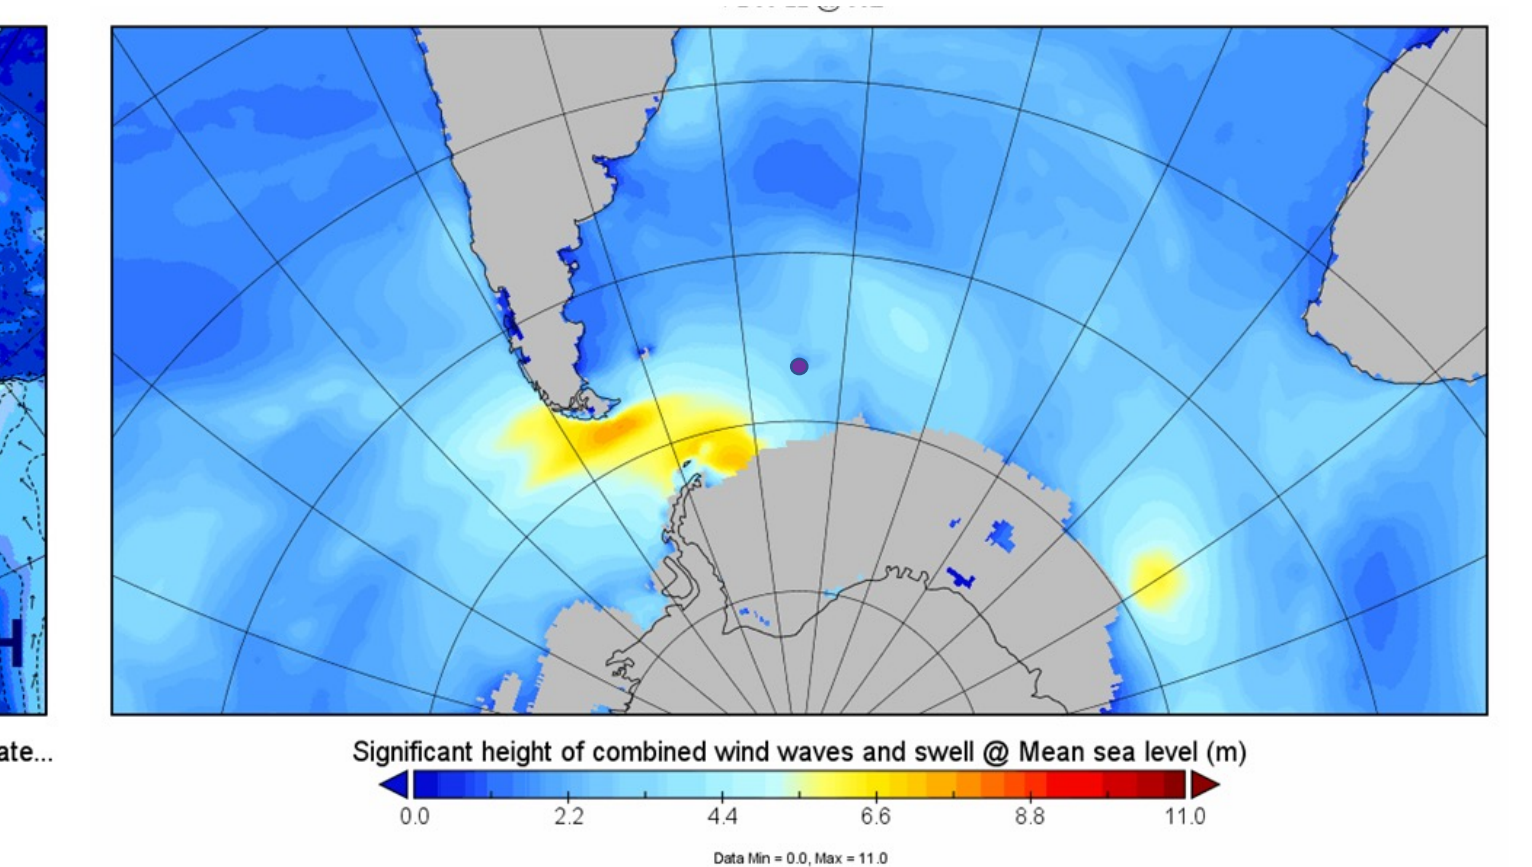 ate...
Significant height of combined wind waves and swell @ Mean sea level (m)
0.0 2.2 4.4 6.6 8.8 11.0
Data Min = 0.0, Max = 11.0